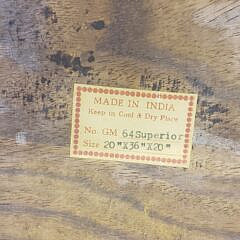 MADE IN INDIA
Keep in Cool & Dry Place
No. GM 64Superior
Size 20"X36"X20"